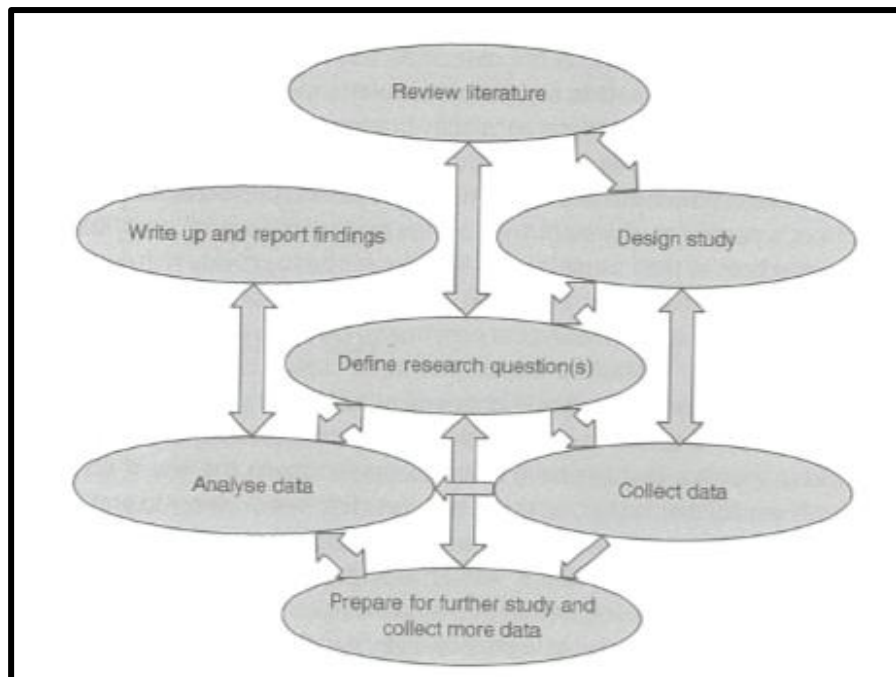 Review literature
Write up and report findings
Design study
Define research question(s)
Analyse data
Collect data
Prepare for further study and
collect more data